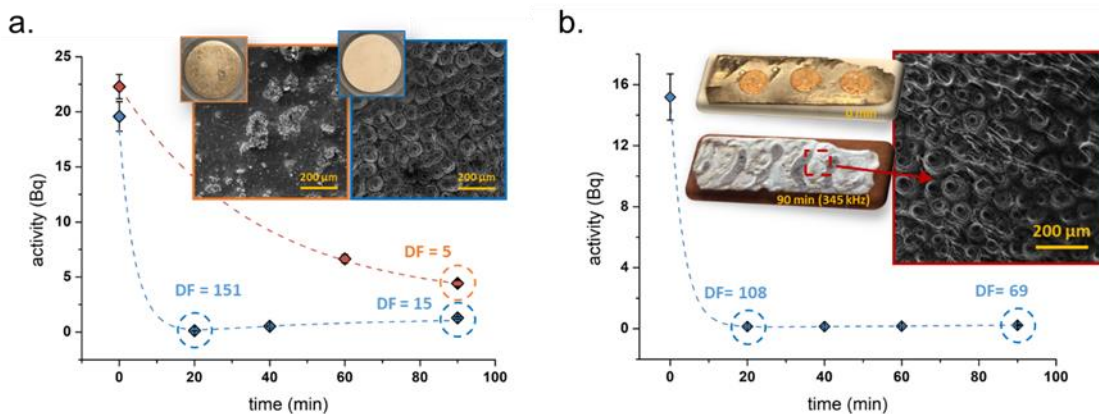 a.
25
20
15
10
5
0
activity (Bq)
0
20
40
60
80
100
time (min)
200 µm
200 µm
DF = 5
DF = 151
DF = 15
b.
16
12
8
4
0
activity (Bq)
0
20
40
60
80
100
time (min)
0 min
90 min (345 kHz)
200 µm
DF= 108
DF= 69